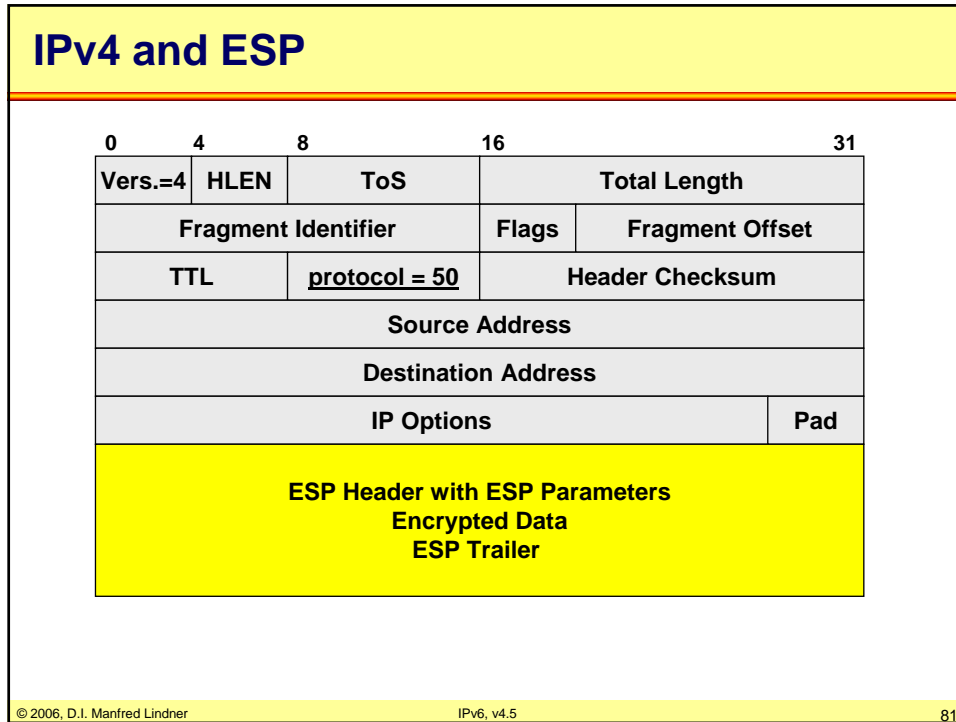 IPv4 and ESP
0 4 8 16 31
Vers.=4 HLEN ToS Total Length
Fragment Identifier Flags Fragment Offset
TTL protocol = 50 Header Checksum
Source Address
Destination Address
IP Options Pad
ESP Header with ESP Parameters
Encrypted Data
ESP Trailer
© 2006, D.I. Manfred Lindner IPv6, v4.5 81